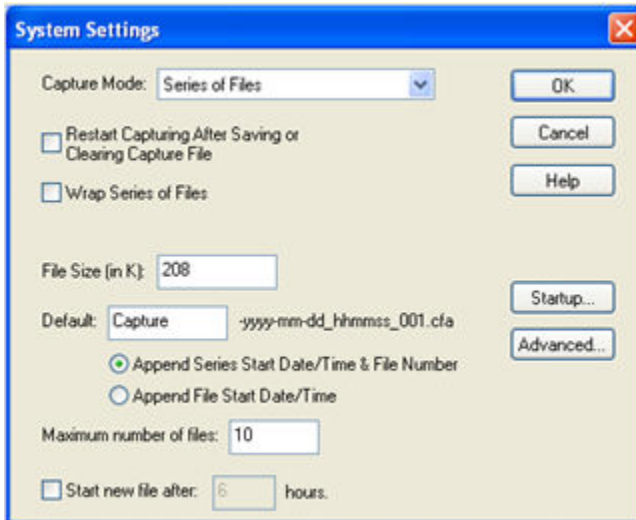 System Settings
Capture Mode: Series of Files
OK
Restart Capturing After Saving or
Clearing Capture File
Cancel
Wrap Series of Files
Help
File Size (in K): 208
Startup...
Default: Capture -yyyy-mm-dd_hhmmss_001.cfa
Append Series Start Date/Time & File Number
Advanced...
Append File Start Date/Time
Maximum number of files: 10
Start new file after: 6 hours.